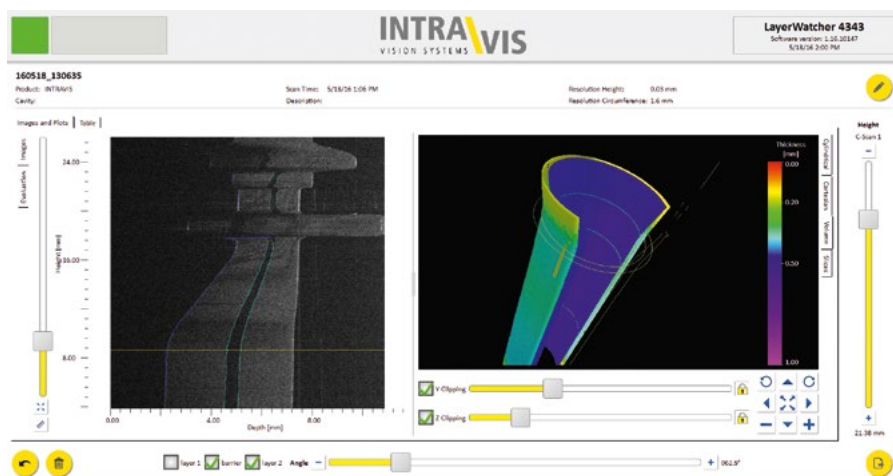 INTRAVIS
VISION SYSTEMS
LayerWatcher 4343
Software version: 1.16.10147
5/18/16 2:00 PM
160518_130635
Product: INTRAVIS
Cavity:
Scan Time: 5/18/16 1:06 PM
Description:
Resolution Height: 0.03 mm
Resolution Circumference: 1.6 mm
Images and Plots
Table
Images
Evaluation
Height [mm]
24.00
16.00
8.00
0.00
4.00
8.00
Depth [mm]
Thickness
[mm]
0.00
0.20
0.50
1.00
Cylindrical
Cartesian
Volume
Slices
Y Clipping
Z Clipping
Height
C-Scan 1
21.38 mm
layer 1
barrier
layer 2
Angle
062.5°